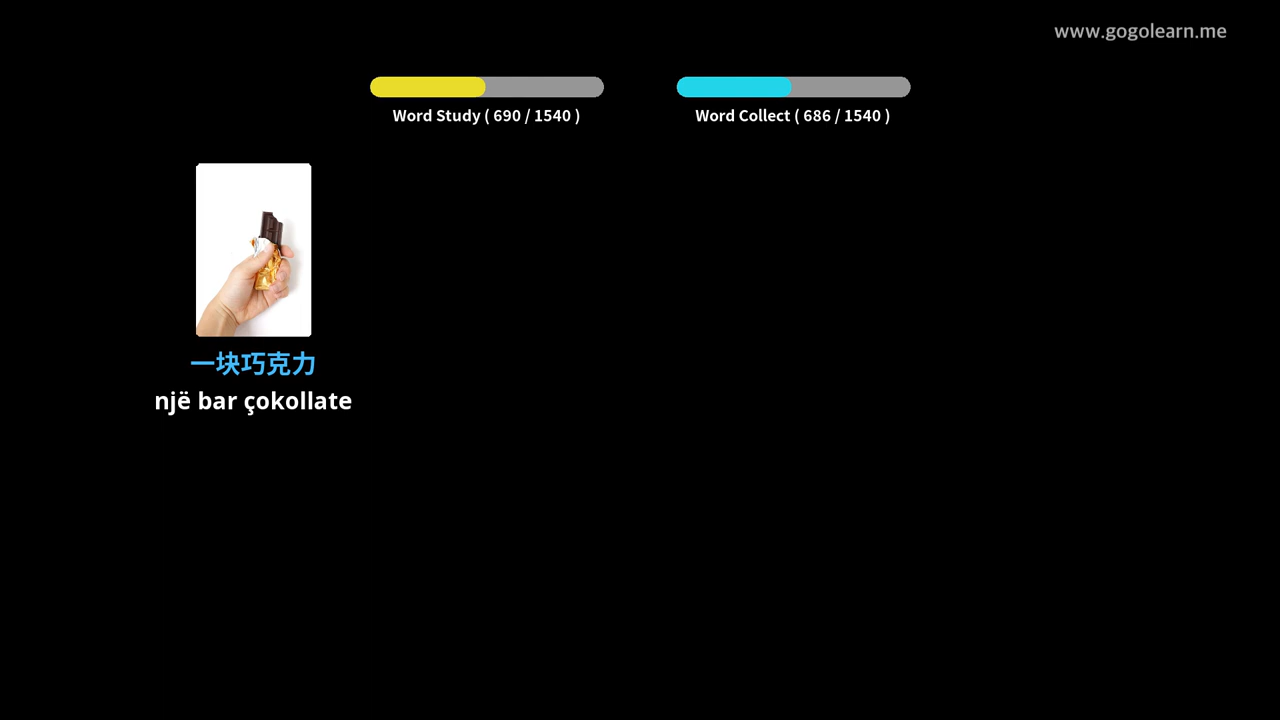 www.gogolearn.me
Word Study ( 690 / 1540 )
Word Collect ( 686 / 1540 )
一块巧克力
një bar çokollate